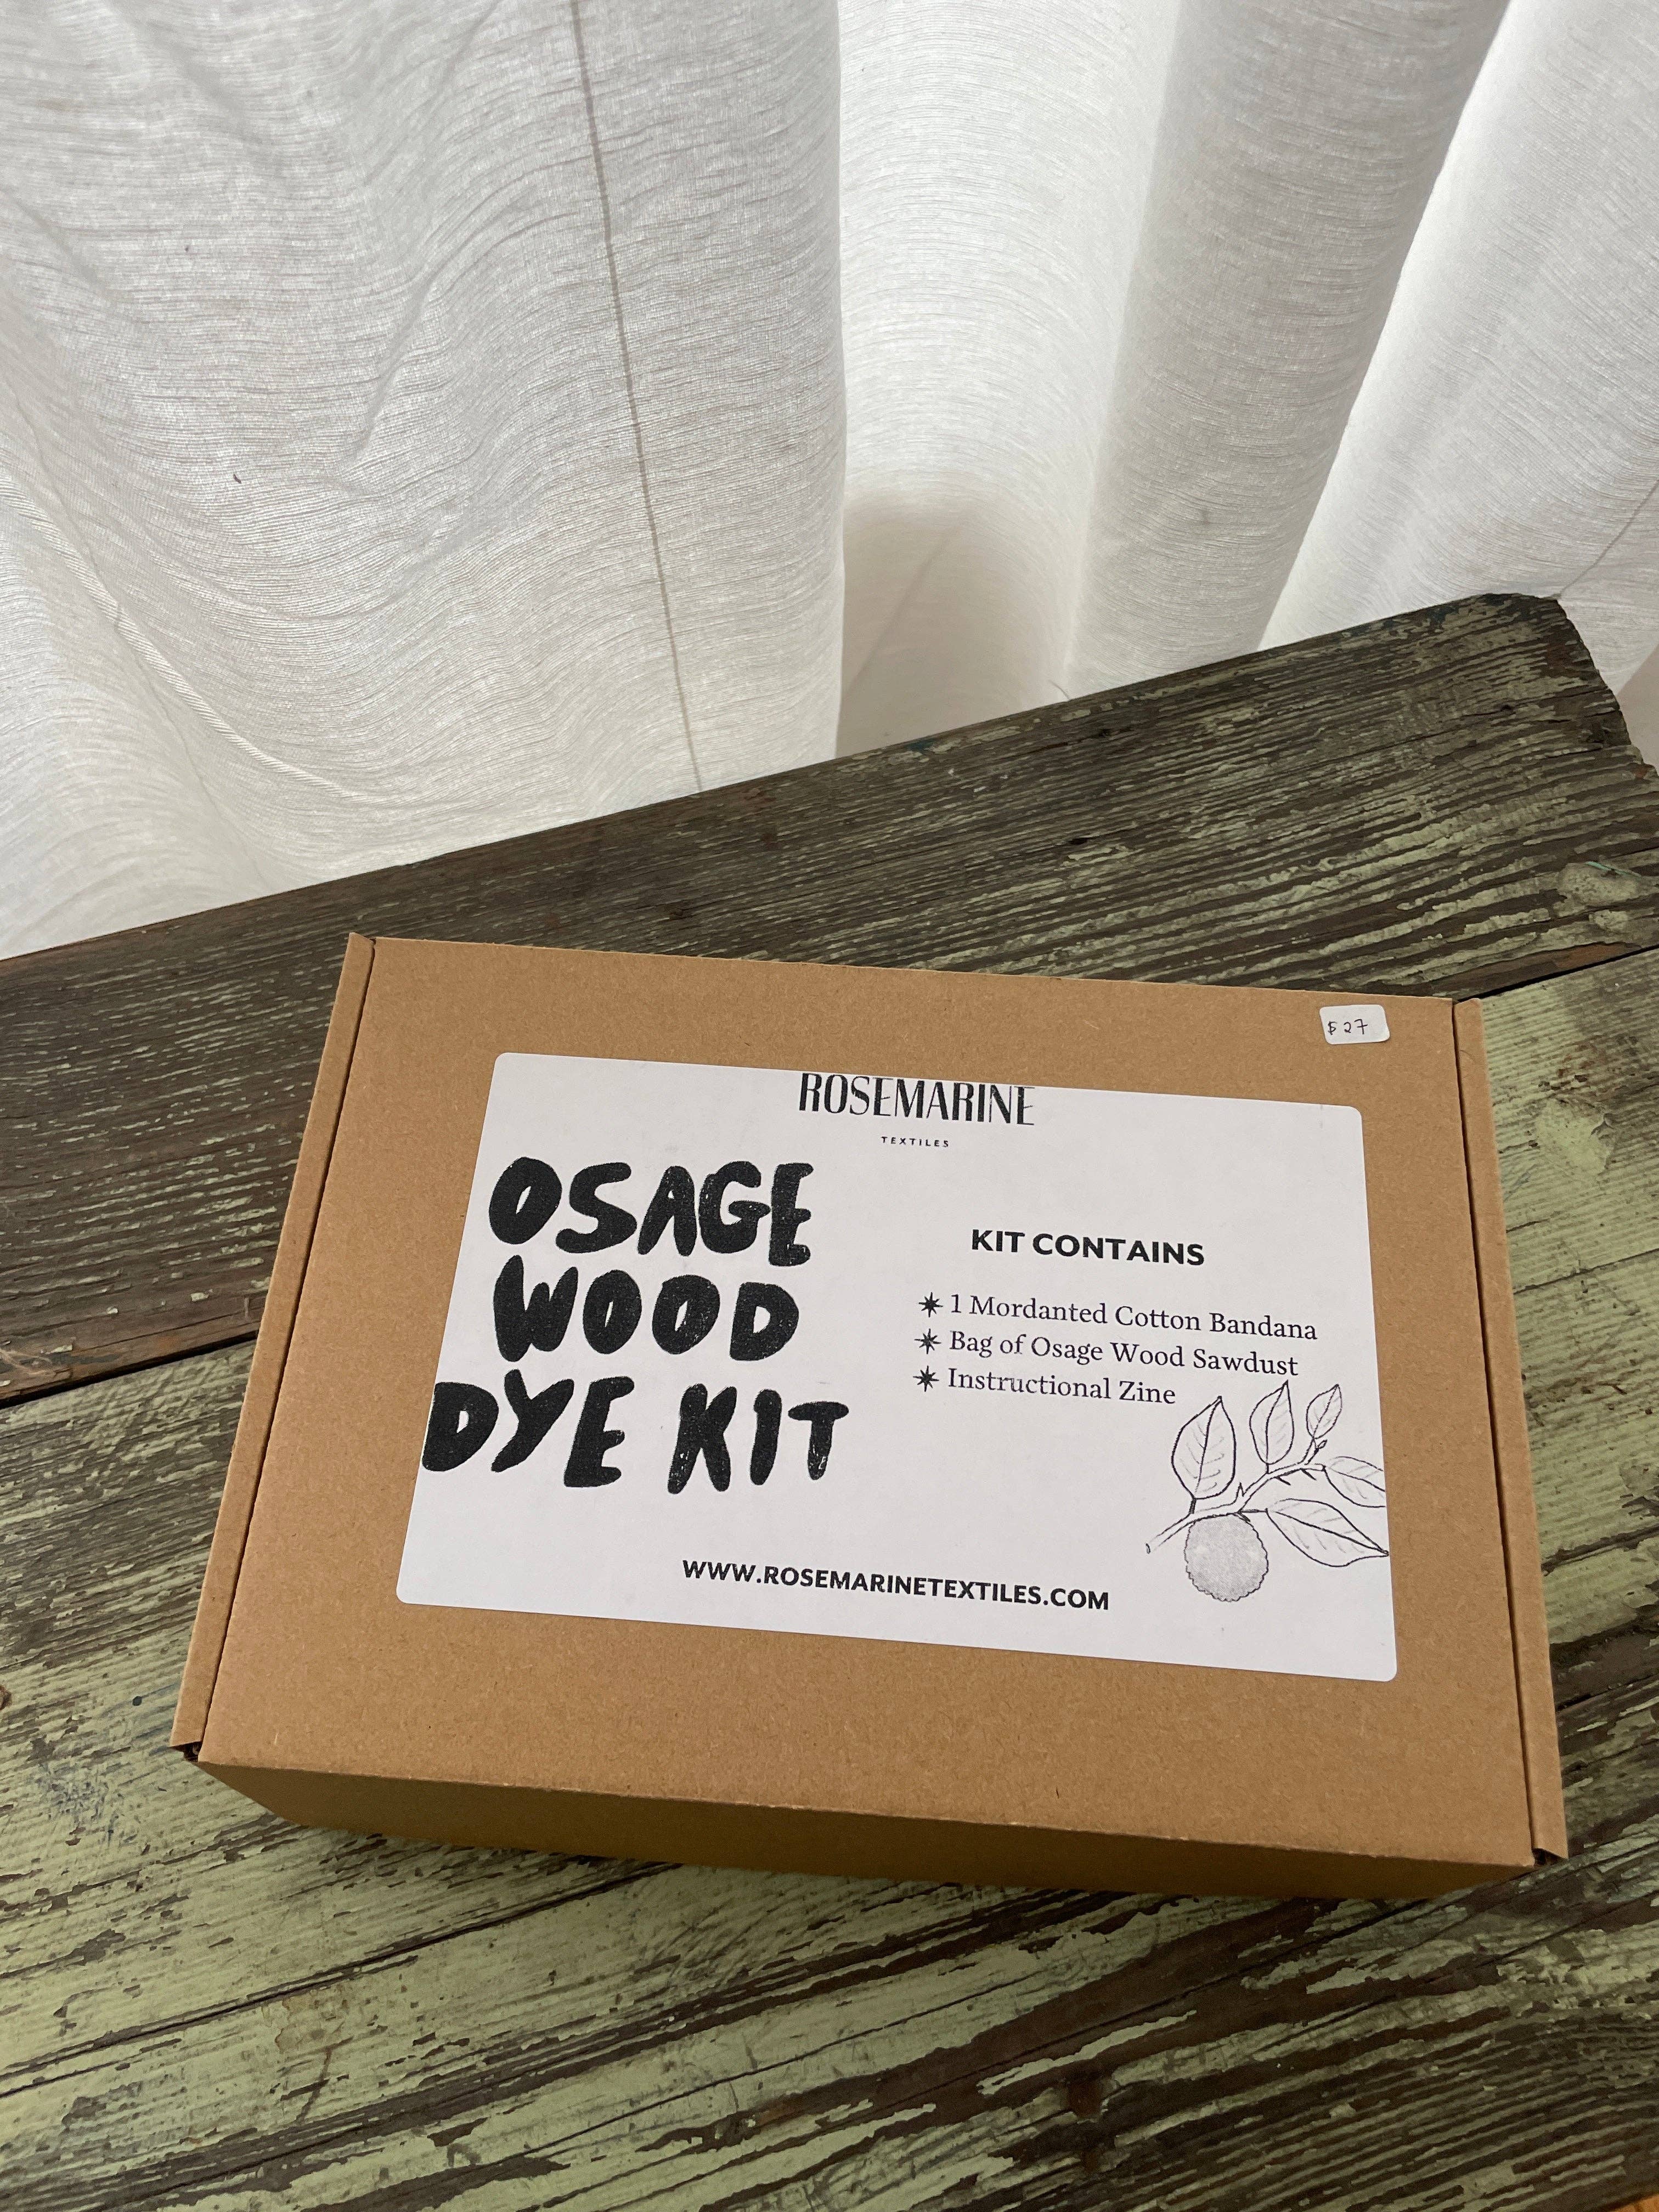 $27
ROSEMARINE
TEXTILES
OSAGE
WOOD
DYE KIT
KIT CONTAINS
1 Mordanted Cotton Bandana
Bag of Osage Wood Sawdust
Instructional Zine
WWW.ROSEMARINETEXTILES.COM